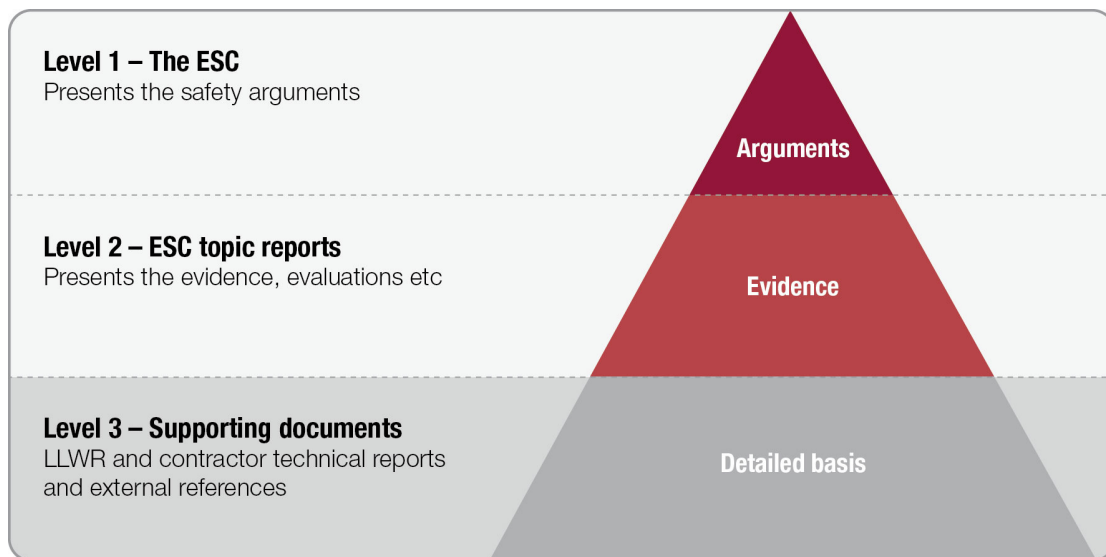 Level 1 – The ESC
Presents the safety arguments
Arguments
Level 2 – ESC topic reports
Presents the evidence, evaluations etc
Evidence
Level 3 – Supporting documents
LLWR and contractor technical reports
and external references
Detailed basis